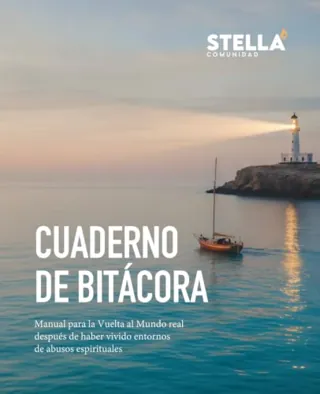 STELLA
COMUNIDAD
CUADERNO
DE BITÁCORA
Manual para la Vuelta al Mundo real
después de haber vivido entornos
de abusos espirituales